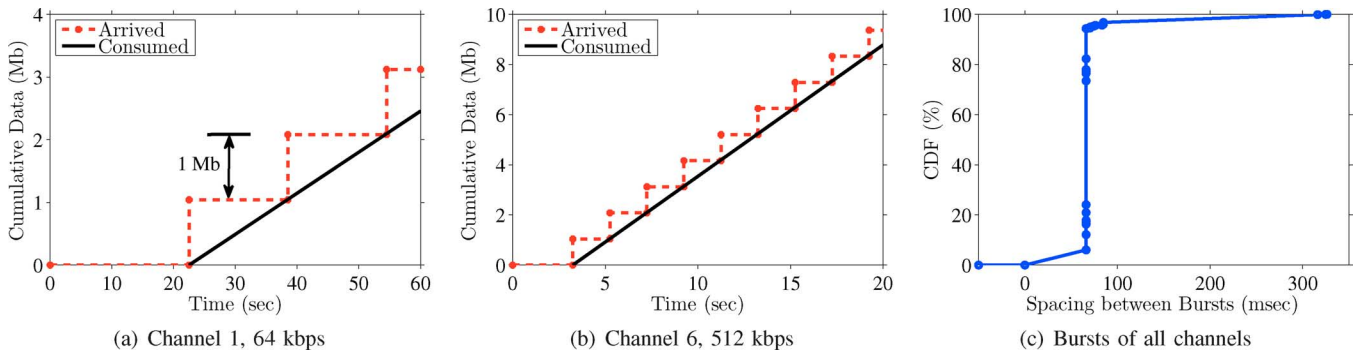 4
3
2
1
0
Cumulative Data (Mb)
Arrived
Consumed
1 Mb
0 10 20 30 40 50 60
Time (sec)
(a) Channel 1, 64 kbps
10
8
6
4
2
0
Cumulative Data (Mb)
Arrived
Consumed
0 5 10 15 20
Time (sec)
(b) Channel 6, 512 kbps
100
80
60
40
20
0
CDF (%)
0 100 200 300
Spacing between Bursts (msec)
(c) Bursts of all channels